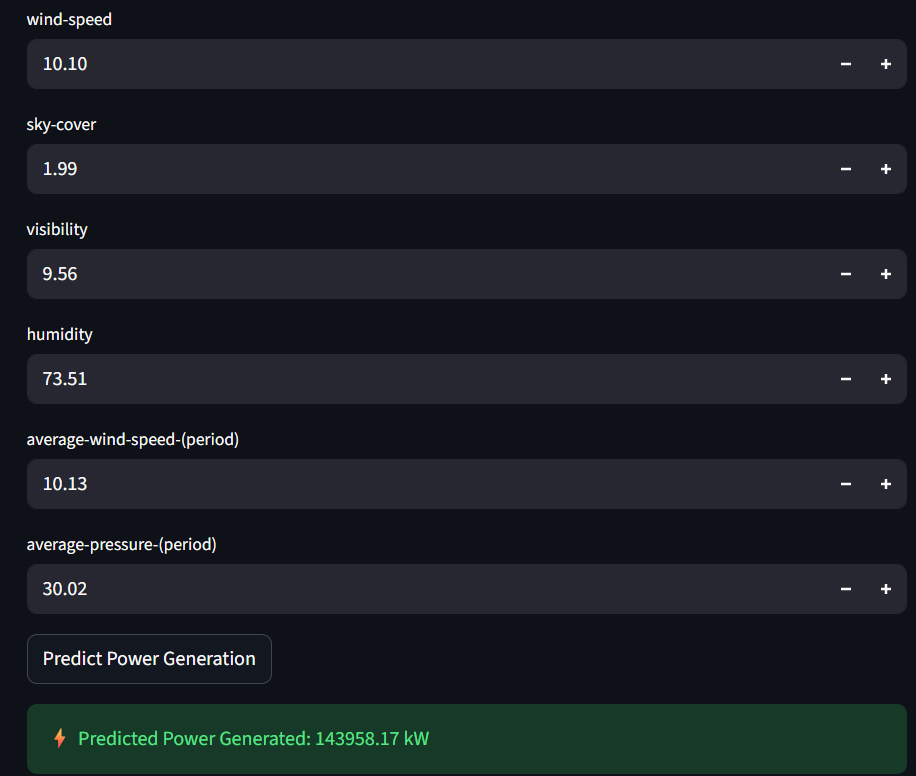 wind-speed
10.10
sky-cover
1.99
visibility
9.56
humidity
73.51
average-wind-speed-(period)
10.13
average-pressure-(period)
30.02
Predict Power Generation
Predicted Power Generated: 143958.17 kW